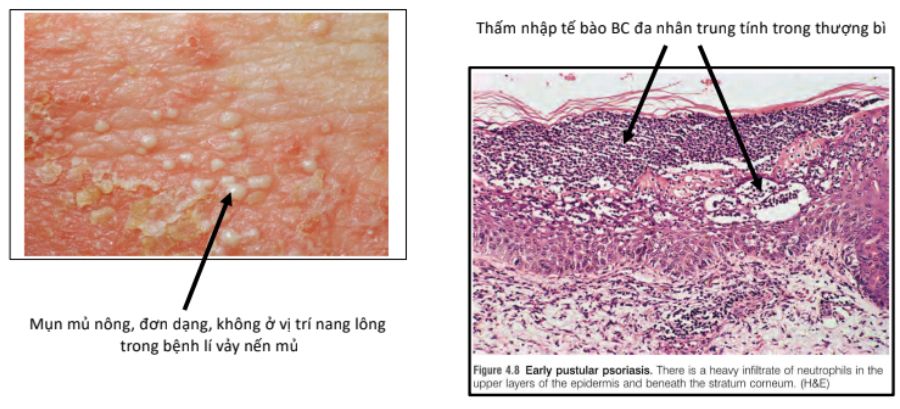 Thấm nhập tế bào BC đa nhân trung tính trong thượng bì
Mụn mủ nông, đơn dạng, không ở vị trí nang lông
trong bệnh lí vảy nến mủ
Figure 4.8 Early pustular psoriasis. There is a heavy infiltrate of neutrophils in the
upper layers of the epidermis and beneath the stratum corneum. (H&E)